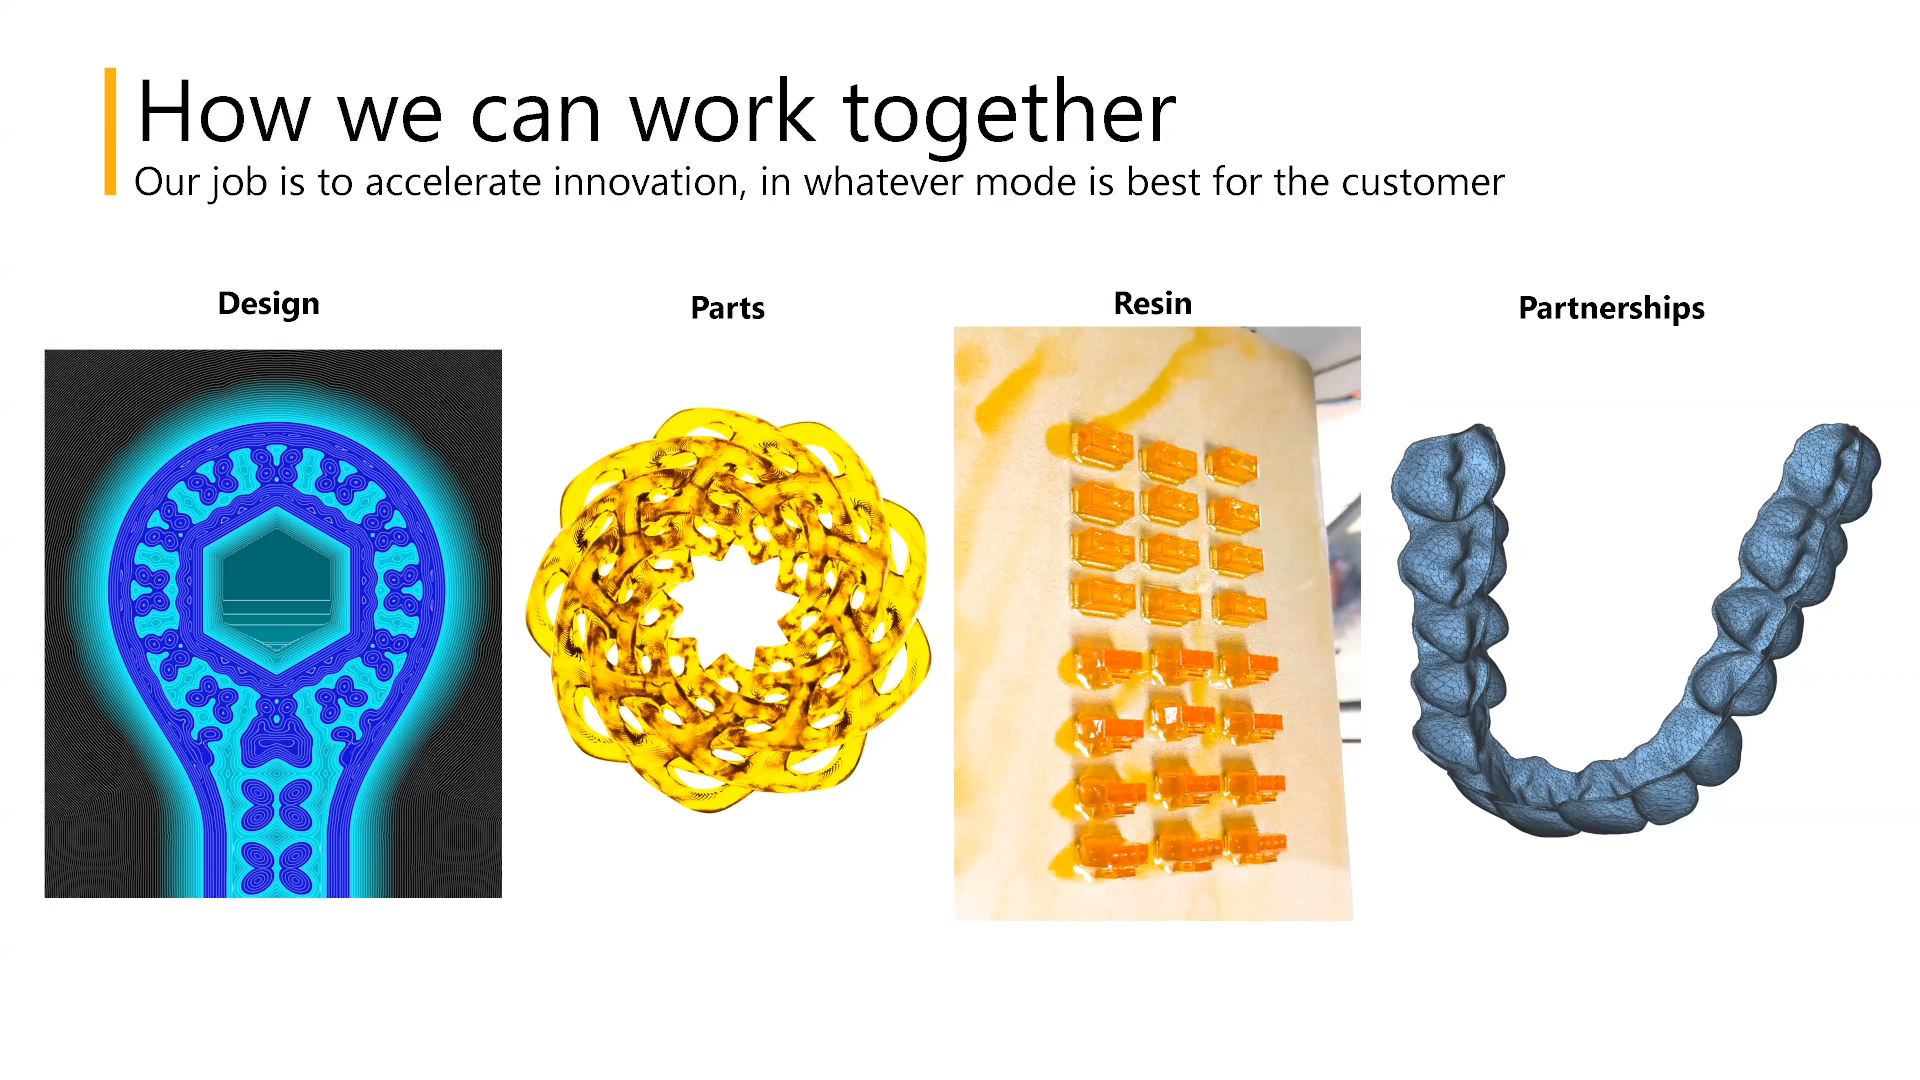 How we can work together
Our job is to accelerate innovation, in whatever mode is best for the customer
Design
Parts
Resin
Partnerships